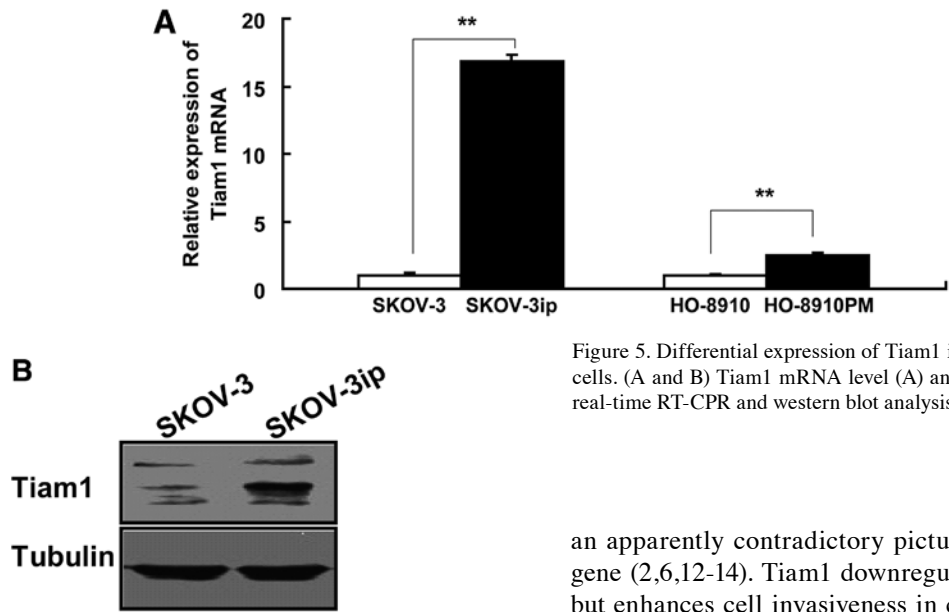 A
Relative expression of
Tiam1 mRNA
20
15
10
5
0
**
**
SKOV-3 SKOV-3ip HO-8910 HO-8910PM
Figure 5. Differential expression of Tiam1 i
cells. (A and B) Tiam1 mRNA level (A) an
real-time RT-CPR and western blot analysis
B
SKOV-3 SKOV-3ip
Tiam1
Tubulin
an apparently contradictory pictu
gene (2,6,12-14). Tiam1 downregu
but enhances cell invasiveness in